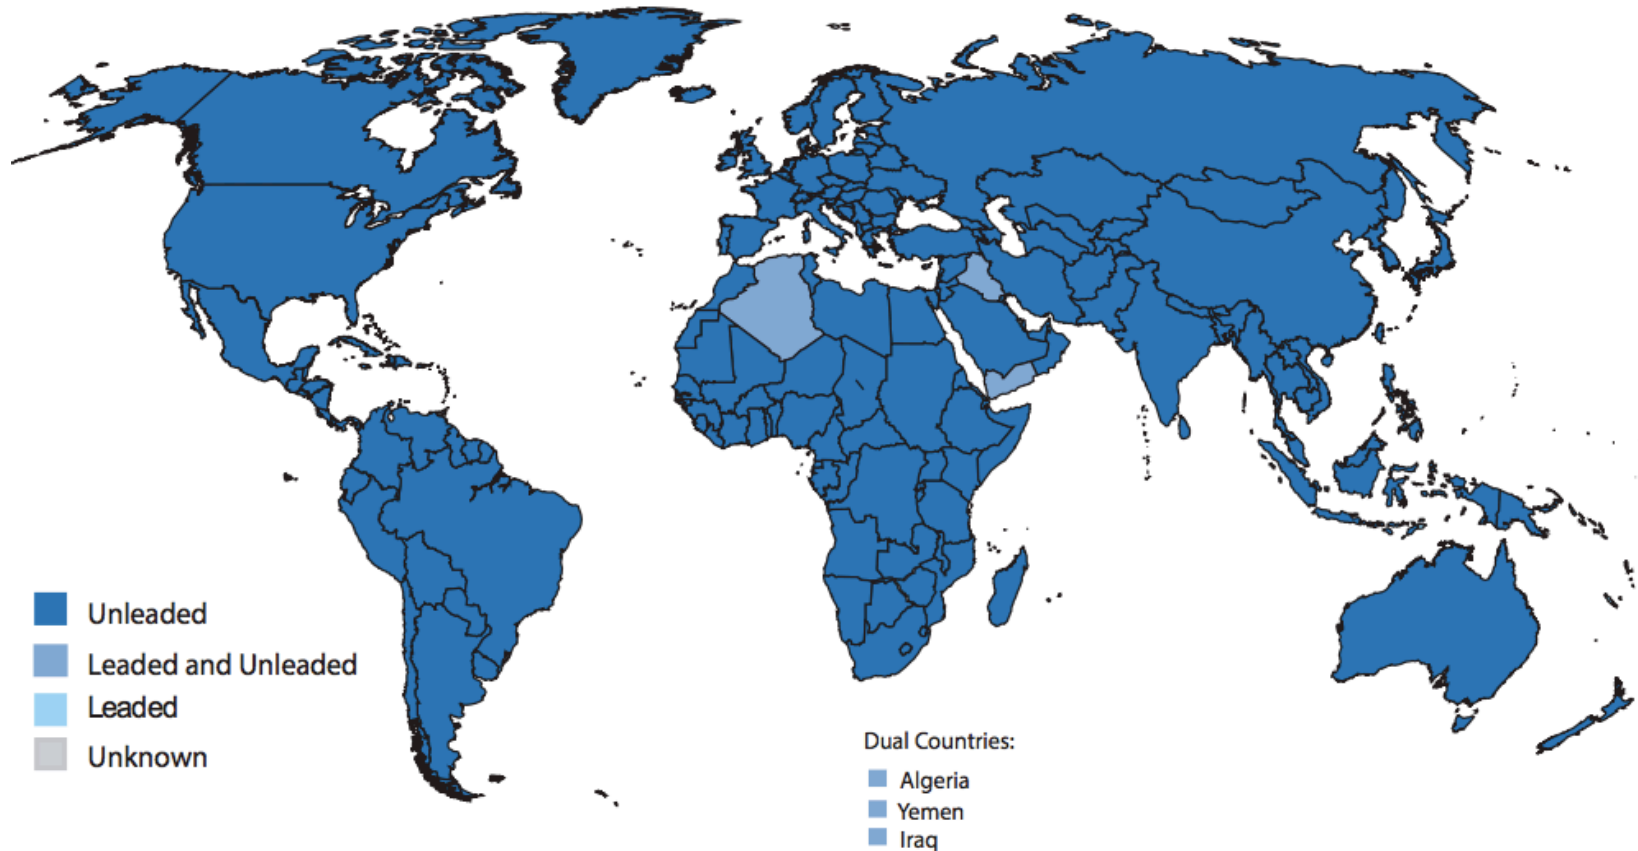 Unleaded
Leaded and Unleaded
Leaded
Unknown
Dual Countries:
Algeria
Yemen
Iraq